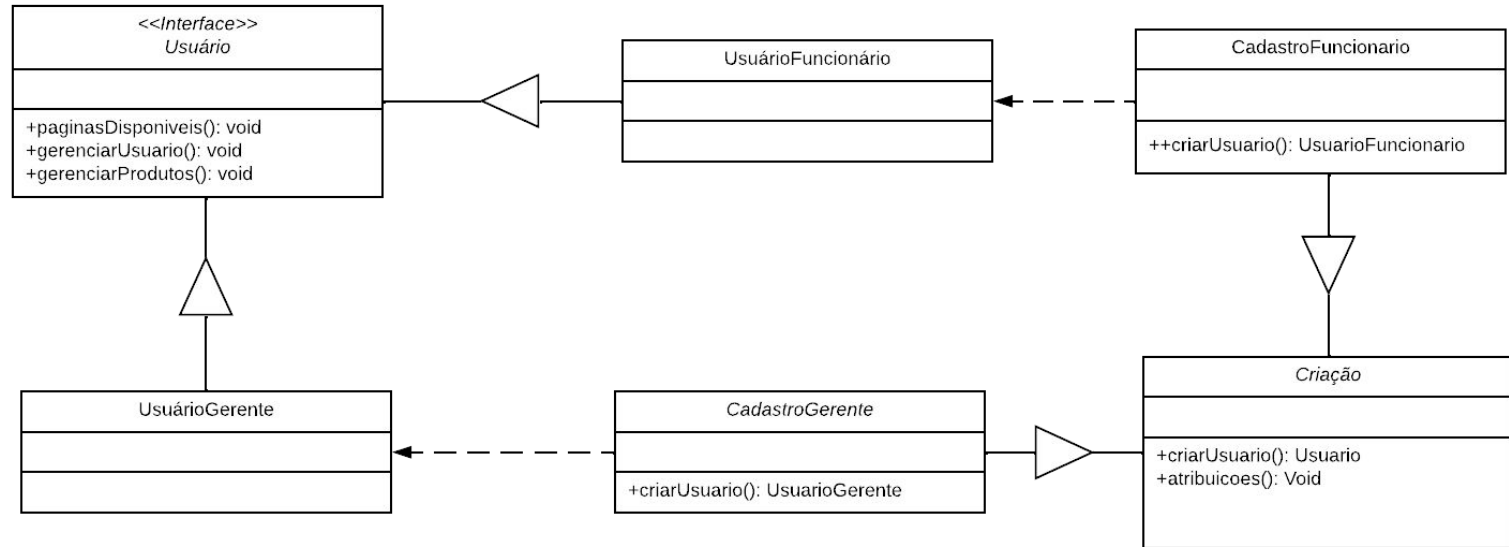 <<Interface>>
Usuário
+paginasDisponiveis(): void
+gerenciarUsuario(): void
+gerenciarProdutos(): void
UsuárioFuncionário
CadastroFuncionario
++criarUsuario(): UsuarioFuncionario
UsuárioGerente
CadastroGerente
+criarUsuario(): UsuarioGerente
Criação
+criarUsuario(): Usuario
+atribuicoes(): Void